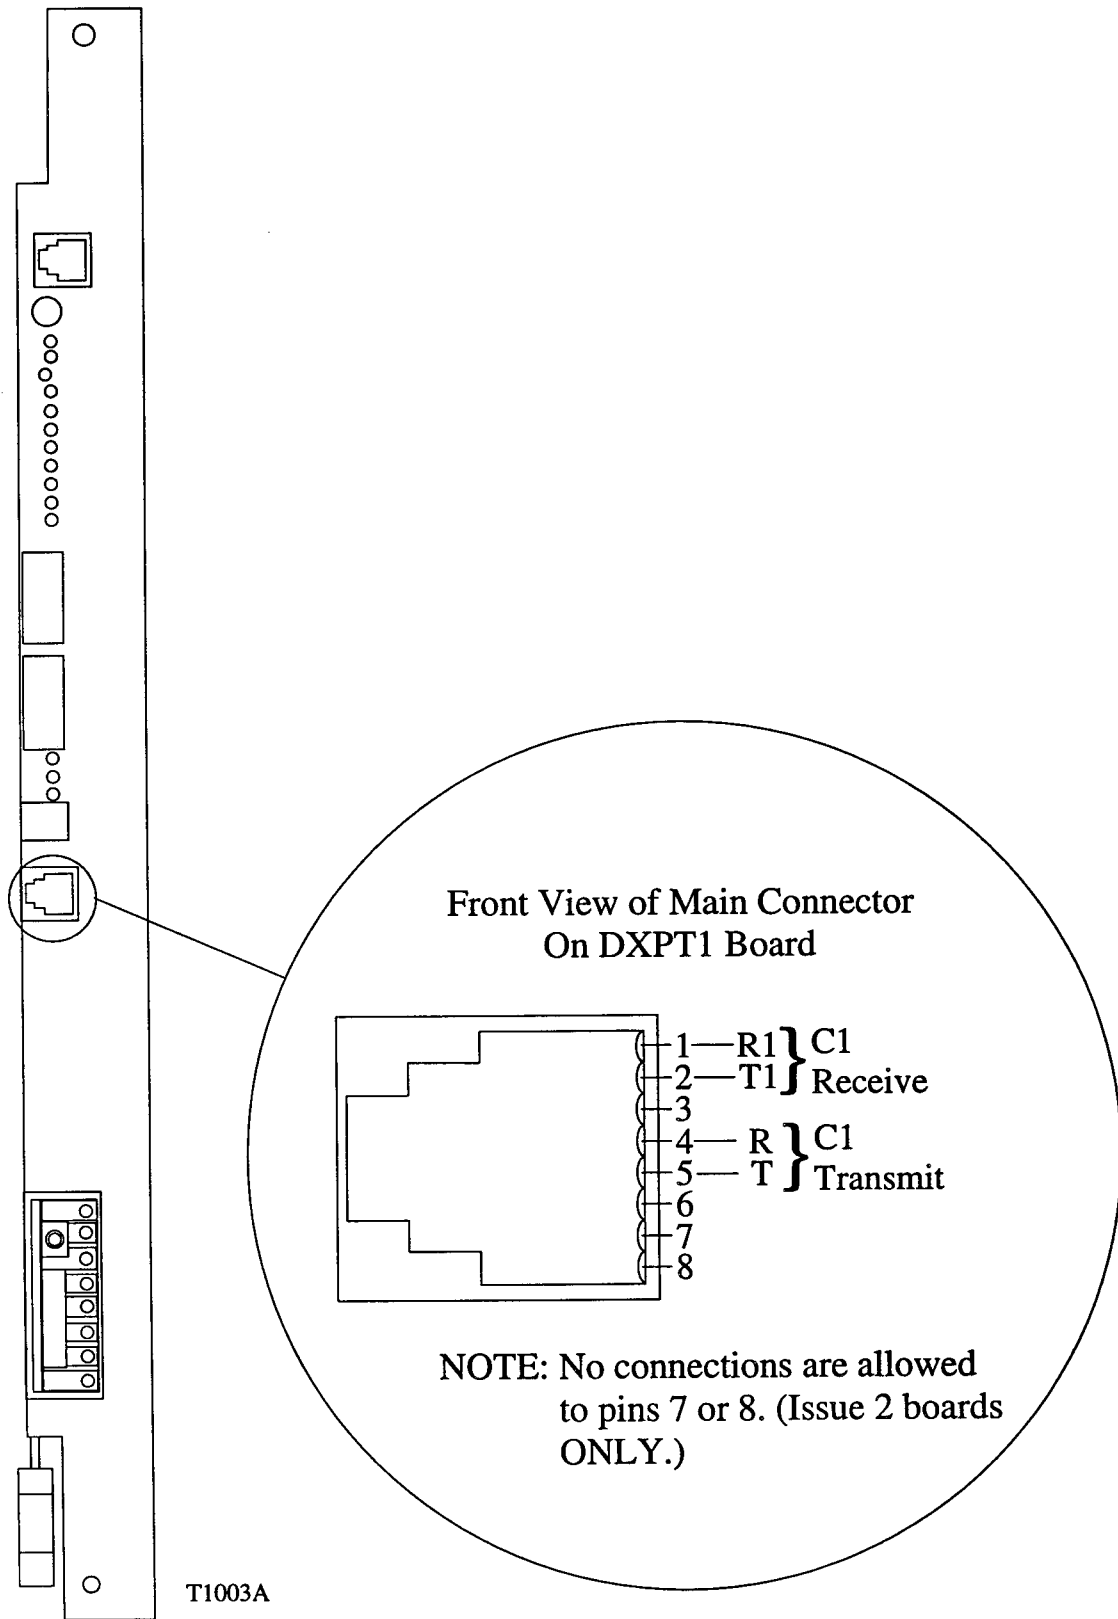 Front View of Main Connector
On DXPT1 Board
1 R1 } C1
2 T1 Receive
3
4 R } C1
5 T Transmit
6
7
8
NOTE: No connections are allowed
to pins 7 or 8. (Issue 2 boards
ONLY.)
T1003A